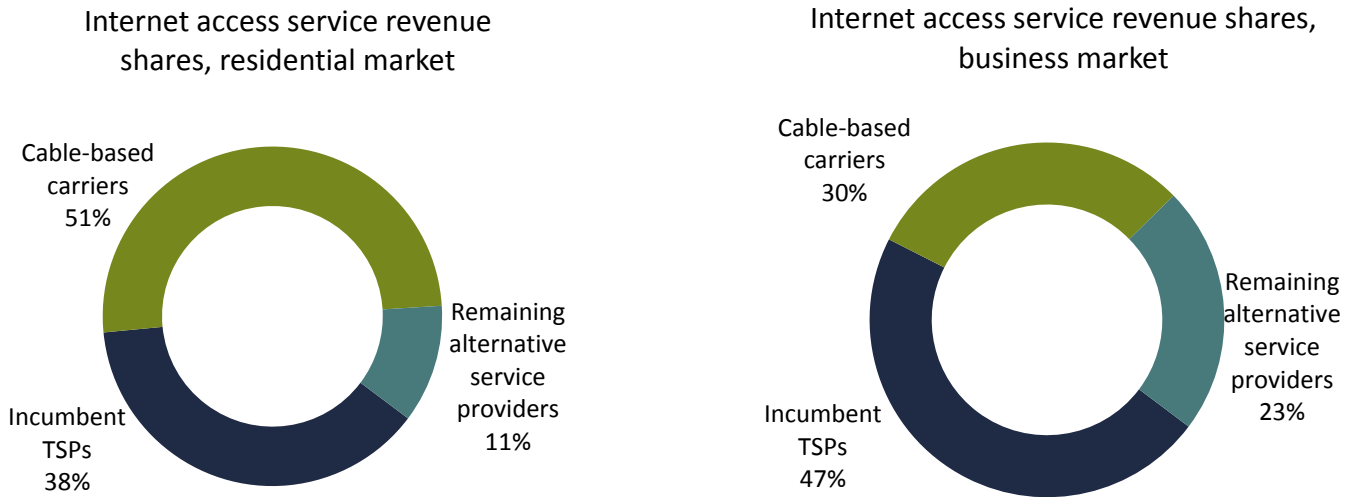 Internet access service revenue
shares, residential market
Cable-based
carriers
51%
Remaining
alternative
service
providers
11%
Incumbent
TSPs
38%
Internet access service revenue shares,
business market
Cable-based
carriers
30%
Remaining
alternative
service
providers
23%
Incumbent
TSPs
47%